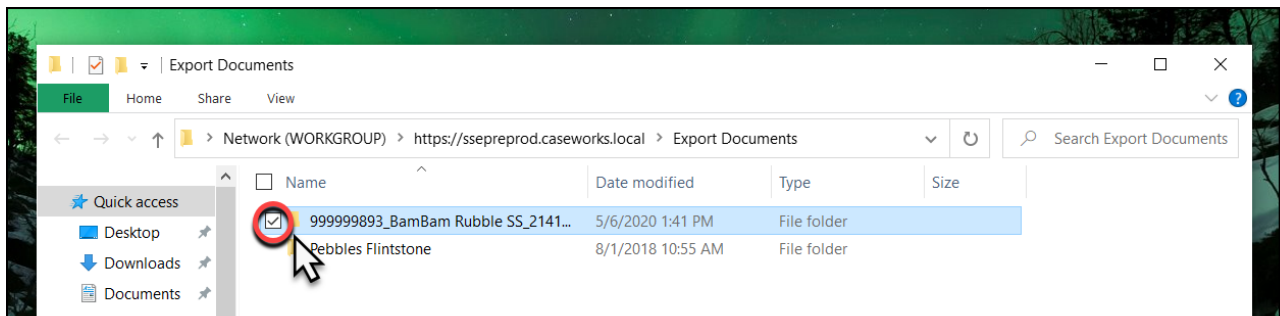 Export Documents
File Home Share View
Network (WORKGROUP) > https://ssepreprod.caseworks.local > Export Documents Search Export Documents
Name Date modified Type Size
Quick access
999999893_BamBam Rubble SS_2141... 5/6/2020 1:41 PM File folder
Desktop
Pebbles Flintstone 8/1/2018 10:55 AM File folder
Downloads
Documents